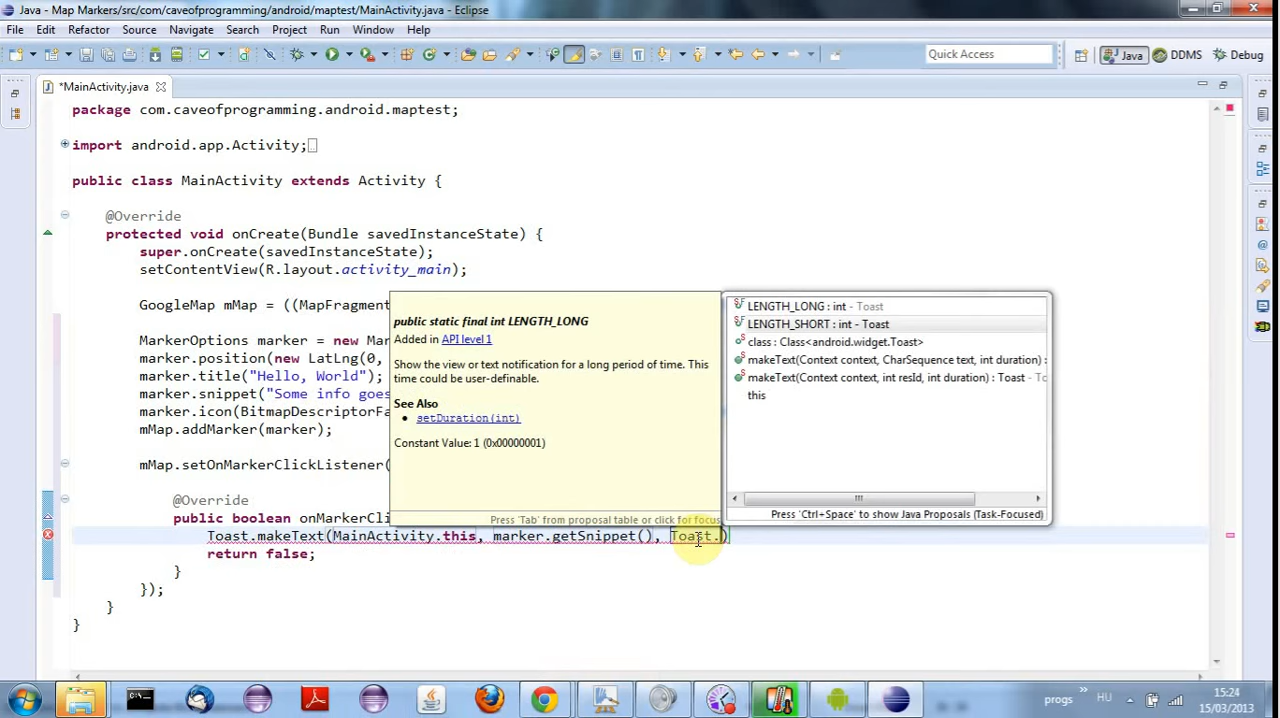 Java - Map Markers/src/com/caveofprogramming/android/maptest/MainActivity.java - Eclipse
File Edit Refactor Source Navigate Search Project Run Window Help
Quick Access Java DDMS Debug
*MainActivity.java
package com.caveofprogramming.android.maptest;
import android.app.Activity;
public class MainActivity extends Activity {
@Override
protected void onCreate(Bundle savedInstanceState) {
super.onCreate(savedInstanceState);
setContentView(R.layout.activity_main);
GoogleMap mMap = ((MapFragment
MarkerOptions marker = new Mar
marker.position(new LatLng(0,
marker.title("Hello, World");
marker.snippet("Some info goes
marker.icon(BitmapDescriptorFa
mMap.addMarker(marker);
mMap.setOnMarkerClickListener(
@Override
public boolean onMarkerCli
Toast.makeText(MainActivity.this, marker.getSnippet(), Toast.)
return false;
}
});
}
}
public static final int LENGTH_LONG
Added in API level 1
Show the view or text notification for a long period of time. This
time could be user-definable.
See Also
setDuration(int)
Constant Value: 1 (0x00000001)
Press 'Tab' from proposal table or click for focus
LENGTH_LONG : int - Toast
LENGTH_SHORT : int - Toast
class : Class<android.widget.Toast>
makeText(Context context, CharSequence text, int duration) :
makeText(Context context, int resId, int duration) : Toast - To
this
Press 'Ctrl+Space' to show Java Proposals (Task-Focused)
progs HU 15:24
15/03/2013